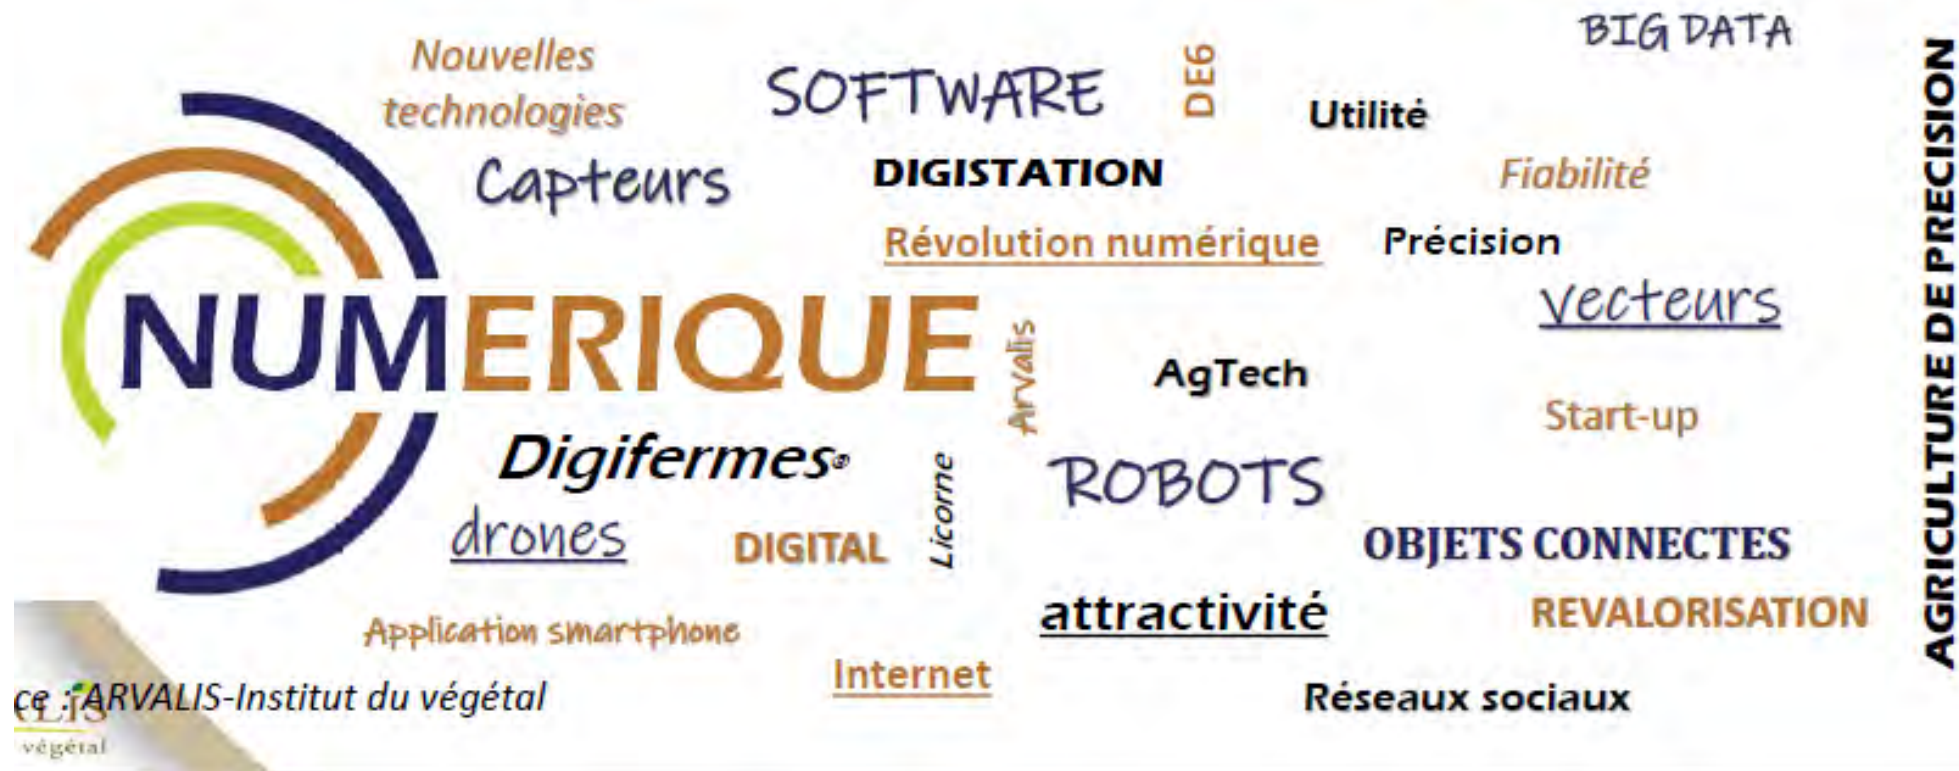 BIG DATA
Nouvelles
technologies
SOFTWARE
DE6
Utilité
Capteurs
DIGISTATION
Fiabilité
Révolution numérique
Précision
vecteurs
NUMERIQUE
Arvalis
AgTech
Start-up
Digifermes®
Licorne
ROBOTS
drones
DIGITAL
OBJETS CONNECTES
Application smartphone
attractivité
REVALORISATION
Internet
ce : ARVALIS-Institut du végétal
Réseaux sociaux
végétal
AGRICULTURE DE PRECISION